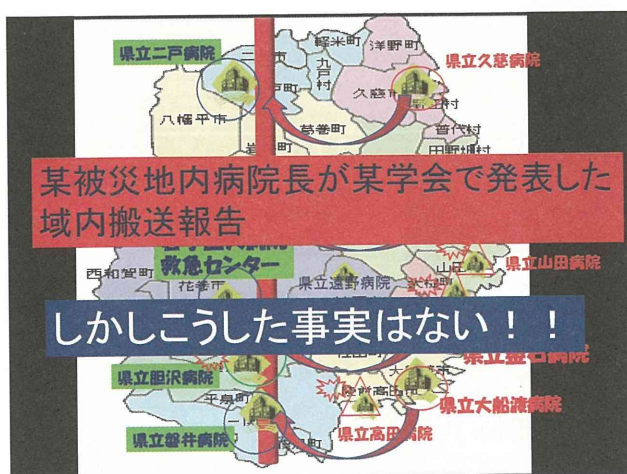 県立二戸病院
軽米町
洋野町
九戸村
県立久慈病院
八幡平市
葛巻町
普代村
某被災地内病院長が某学会で発表した
域内搬送報告
救急センター
西和賀町
花巻市
県立遠野病院
県立山田病院
しかしこうした事実はない！！
県立釜石病院
県立胆沢病院
平泉町
県立大船渡病院
県立高田病院
県立磐井病院